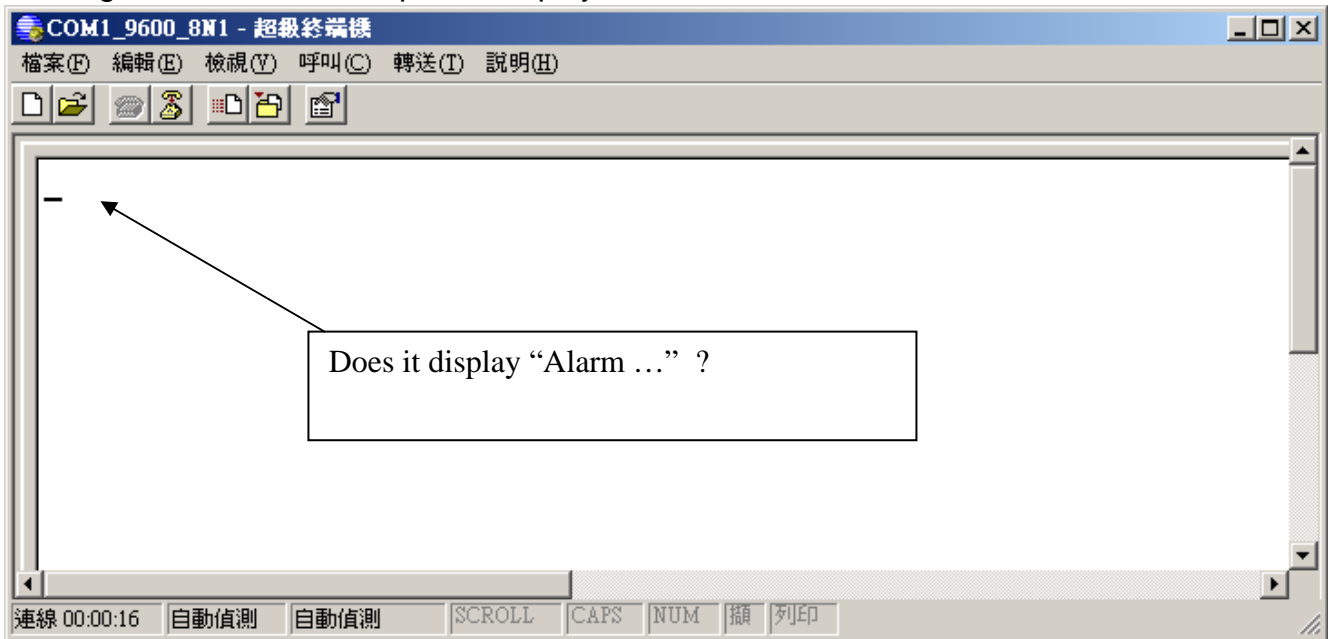 COM1_9600_8N1 - 超級終端機
檔案(F) 編輯(E) 檢視(V) 呼叫(C) 轉送(T) 說明(H)
Does it display “Alarm …” ?
連線 00:00:16 自動偵測 自動偵測 SCROLL CAPS NUM 擷 列印